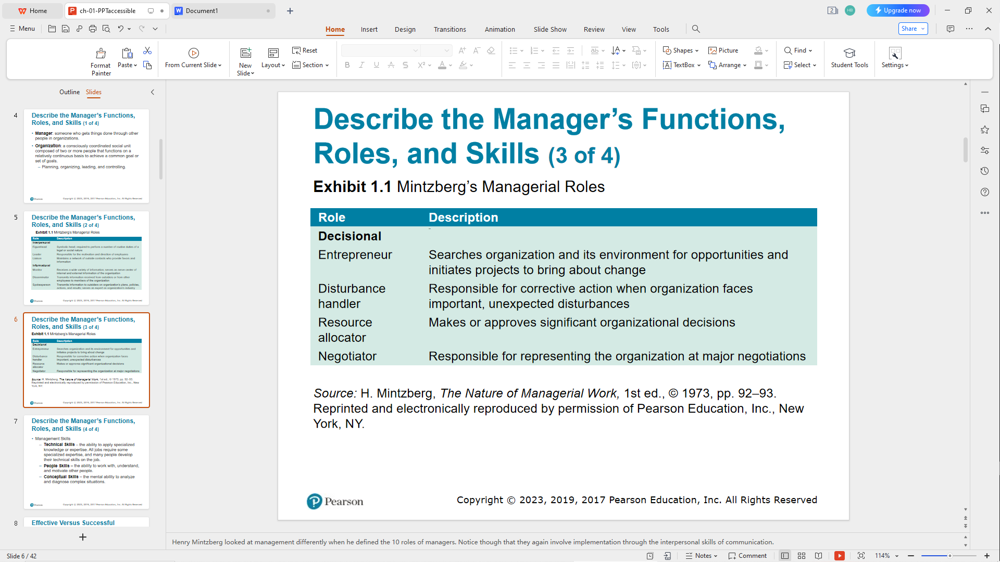 Home
ch-01-PPTaccessible
Document1
2
HB
Upgrade now
Menu
Home
Insert
Design
Transitions
Animation
Slide Show
Review
View
Tools
Share
Format
Painter
Paste
From Current Slide
New
Slide
Layout
Reset
Section
Shapes
Picture
TextBox
Arrange
Find
Select
Student Tools
Settings
Outline
Slides
4
Describe the Manager’s Functions,
Roles, and Skills (1 of 4)
• Manager: someone who gets things done through other
people in organizations.
• Organization: a consciously coordinated social unit
composed of two or more people that functions on a
relatively continuous basis to achieve a common goal or
set of goals.
– Planning, organizing, leading, and controlling.
Pearson
Copyright © 2023, 2019, 2017 Pearson Education, Inc. All Rights Reserved
5
Describe the Manager’s Functions,
Roles, and Skills (2 of 4)
Exhibit 1.1 Mintzberg’s Managerial Roles
Role Description
Interpersonal
Figurehead Symbolic head; required to perform a number of routine duties of a
legal or social nature
Leader Responsible for the motivation and direction of employees
Liaison Maintains a network of outside contacts who provide favors and
information
Informational
Monitor Receives a wide variety of information; serves as nerve center of
internal and external information of the organization
Disseminator Transmits information received from outsiders or from other
employees to members of the organization
Spokesperson Transmits information to outsiders on organization’s plans, policies,
actions, and results; serves as expert on organization’s industry
Pearson
Copyright © 2023, 2019, 2017 Pearson Education, Inc. All Rights Reserved
6
Describe the Manager’s Functions,
Roles, and Skills (3 of 4)
Exhibit 1.1 Mintzberg’s Managerial Roles
Role Description
Decisional
Entrepreneur Searches organization and its environment for opportunities and
initiates projects to bring about change
Disturbance Responsible for corrective action when organization faces
handler important, unexpected disturbances
Resource Makes or approves significant organizational decisions
allocator
Negotiator Responsible for representing the organization at major negotiations
Source: H. Mintzberg, The Nature of Managerial Work, 1st ed., © 1973, pp. 92–93.
Reprinted and electronically reproduced by permission of Pearson Education, Inc., New
York, NY.
Pearson
Copyright © 2023, 2019, 2017 Pearson Education, Inc. All Rights Reserved
7
Describe the Manager’s Functions,
Roles, and Skills (4 of 4)
• Management Skills
– Technical Skills – the ability to apply specialized
knowledge or expertise. All jobs require some
specialized expertise, and many people develop
their technical skills on the job.
– People Skills – the ability to work with, understand,
and motivate other people.
– Conceptual Skills – the mental ability to analyze
and diagnose complex situations.
Pearson
Copyright © 2023, 2019, 2017 Pearson Education, Inc. All Rights Reserved
8
Effective Versus Successful
Describe the Manager’s Functions,
Roles, and Skills (3 of 4)
Exhibit 1.1 Mintzberg’s Managerial Roles
Role Description
Decisional
Entrepreneur Searches organization and its environment for opportunities and
initiates projects to bring about change
Disturbance Responsible for corrective action when organization faces
handler important, unexpected disturbances
Resource Makes or approves significant organizational decisions
allocator
Negotiator Responsible for representing the organization at major negotiations
Source: H. Mintzberg, The Nature of Managerial Work, 1st ed., © 1973, pp. 92–93.
Reprinted and electronically reproduced by permission of Pearson Education, Inc., New
York, NY.
Pearson
Copyright © 2023, 2019, 2017 Pearson Education, Inc. All Rights Reserved
Henry Mintzberg looked at management differently when he defined the 10 roles of managers. Notice though that they again involve implementation through the interpersonal skills of communication.
Slide 6 / 42
Notes
Comment
114%